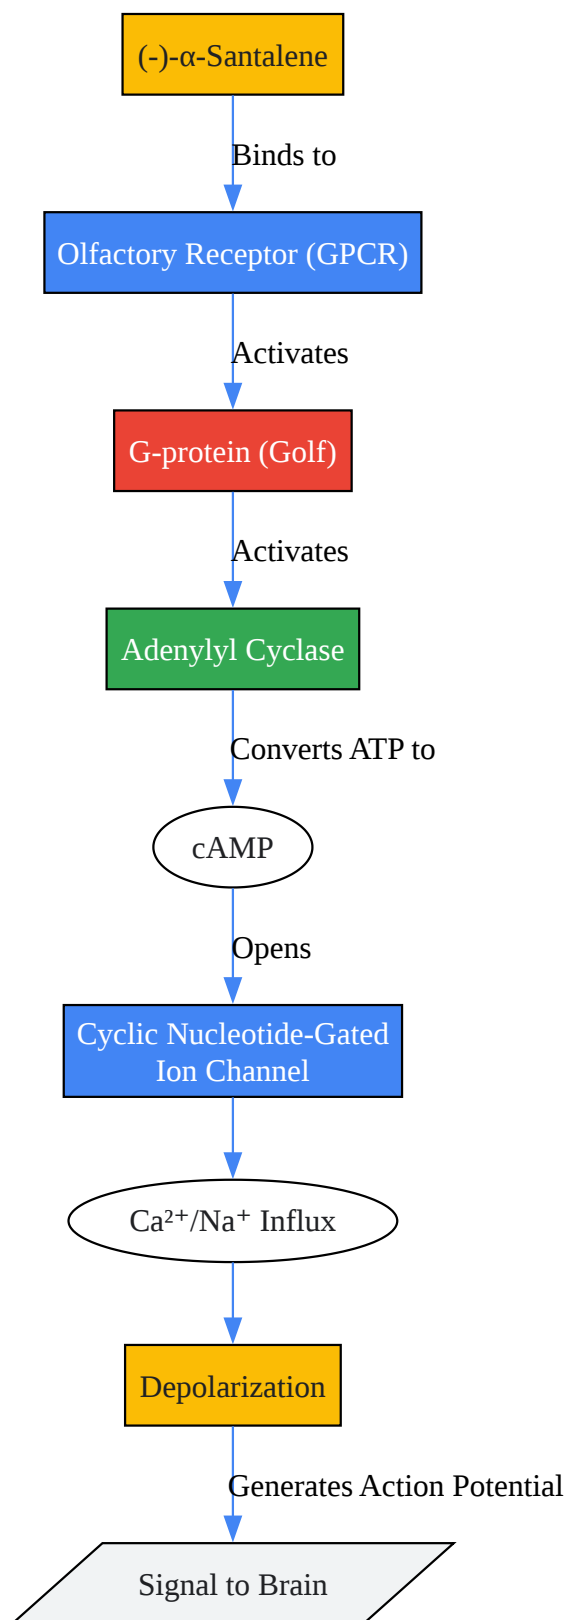 (-)-α-Santalene
Binds to
Olfactory Receptor (GPCR)
Activates
G-protein (Golf)
Activates
Adenylyl Cyclase
Converts ATP to
cAMP
Opens
Cyclic Nucleotide-Gated
Ion Channel
Ca²⁺/Na⁺ Influx
Depolarization
Generates Action Potential
Signal to Brain